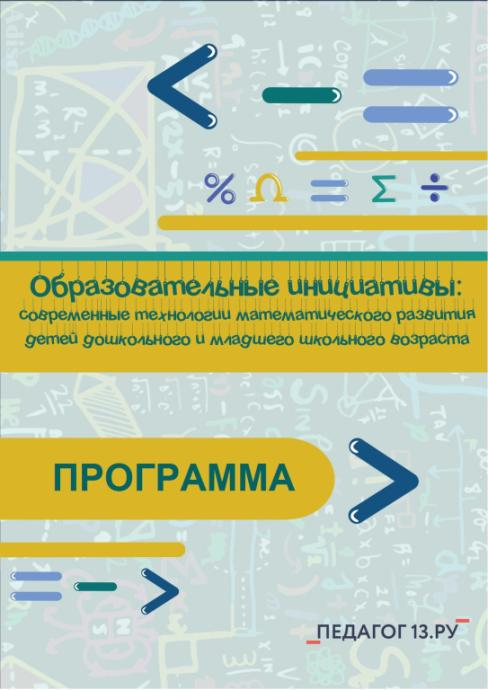 < — =
% Ω = Σ ÷
Образовательные инициативы:
современные технологии математического развития
детей дошкольного и младшего школьного возраста
ПРОГРАММА
>
= — >
ПЕДАГОГ 13.РУ